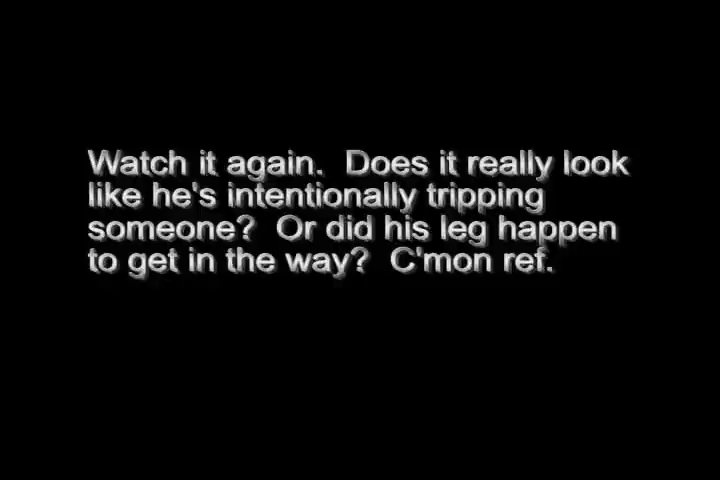 Watch it again.  Does it really look
like he's intentionally tripping
someone?  Or did his leg happen
to get in the way?  C'mon ref.